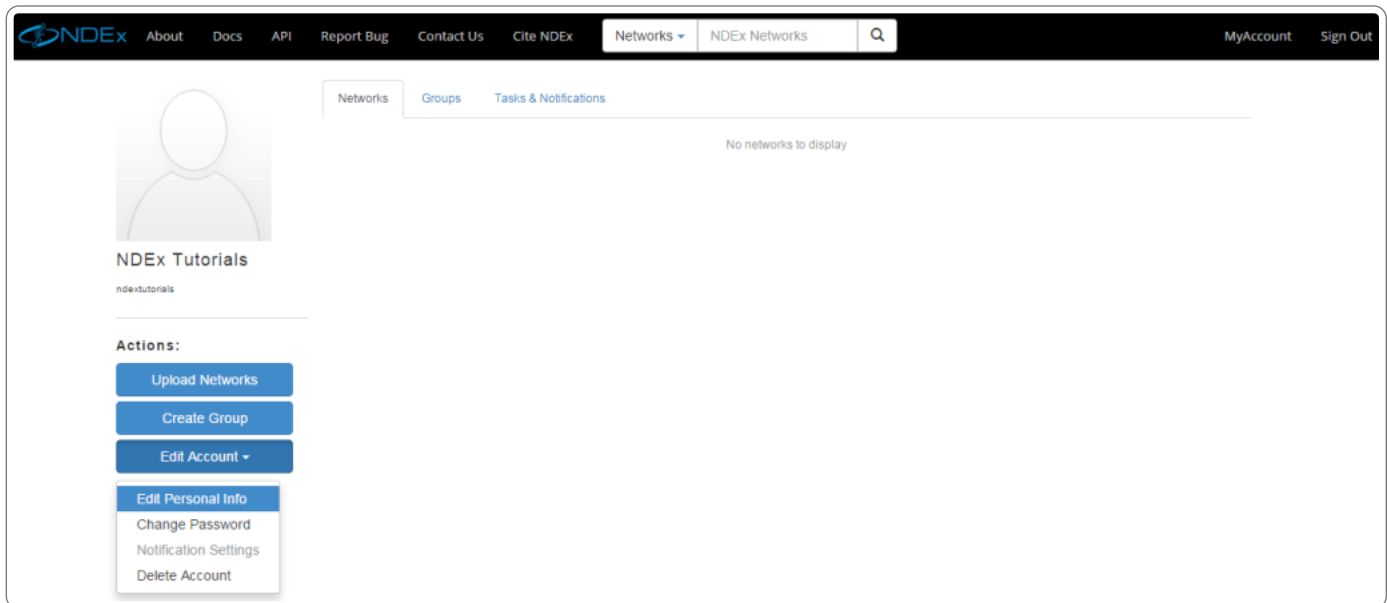 NDEx About Docs API Report Bug Contact Us Cite NDEx Networks NDEx Networks MyAccount Sign Out
Networks Groups Tasks & Notifications
No networks to display
NDEx Tutorials
ndextutorials
Actions:
Upload Networks
Create Group
Edit Account
Edit Personal Info
Change Password
Notification Settings
Delete Account